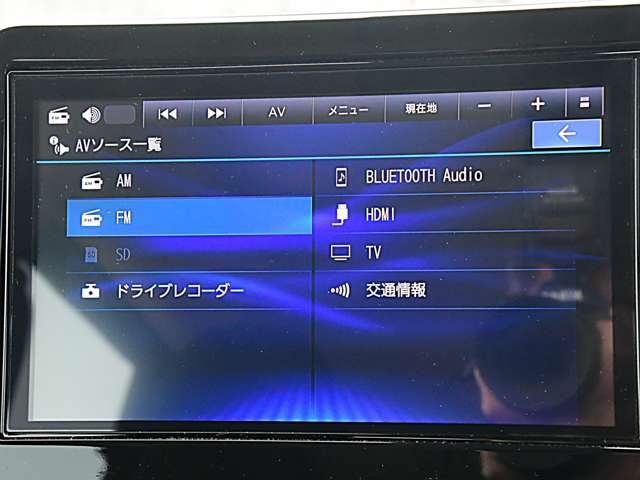 FM AV メニュー 現在地 − +
AVソース一覧
AM
FM
SD
ドライブレコーダー
BLUETOOTH Audio
HDMI
TV
交通情報